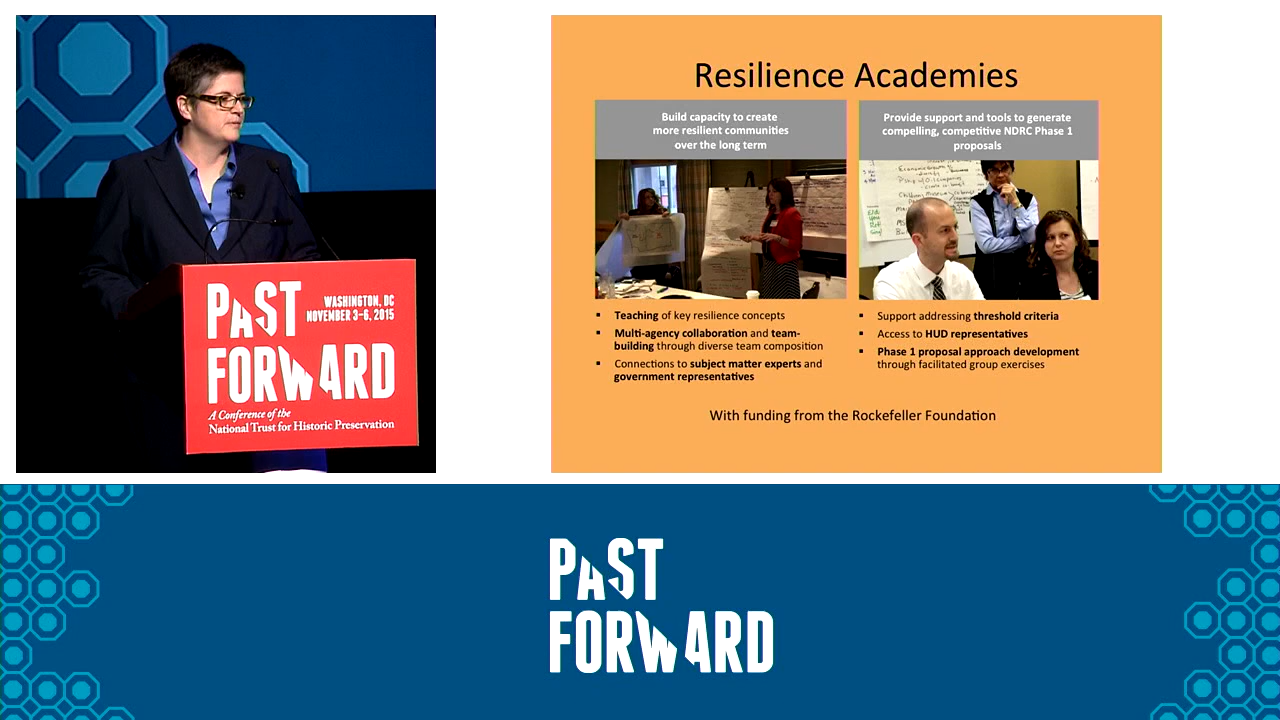 PAST
FORWARD
WASHINGTON, DC
NOVEMBER 3–6, 2015
A Conference of the
National Trust for Historic Preservation
Resilience Academies
Build capacity to create
more resilient communities
over the long term
▪ Teaching of key resilience concepts
▪ Multi-agency collaboration and team-
building through diverse team composition
▪ Connections to subject matter experts and
government representatives
Provide support and tools to generate
compelling, competitive NDRC Phase 1
proposals
▪ Support addressing threshold criteria
▪ Access to HUD representatives
▪ Phase 1 proposal approach development
through facilitated group exercises
With funding from the Rockefeller Foundation
PAST
FORWARD